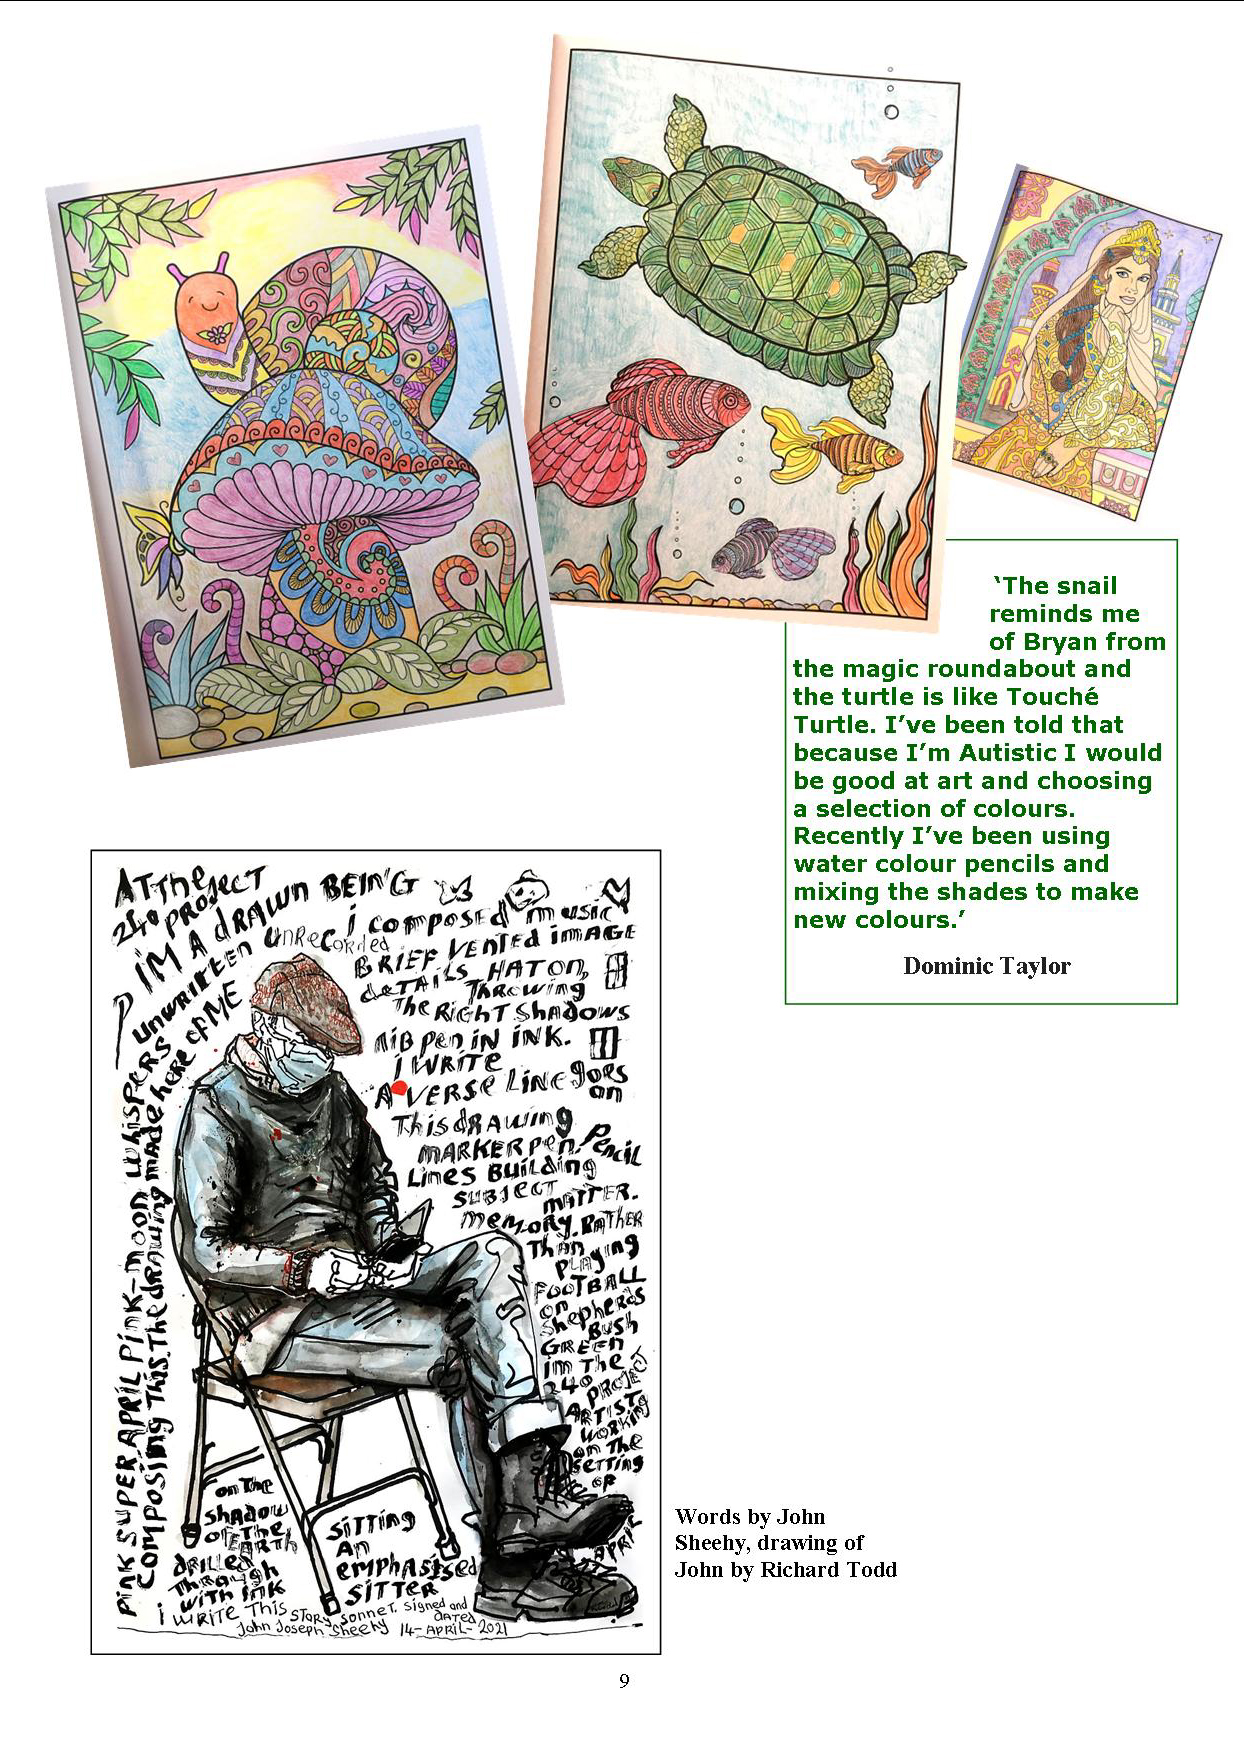 ‘The snail
reminds me
of Bryan from
the magic roundabout and
the turtle is like Touché
Turtle. I’ve been told that
because I’m Autistic I would
be good at art and choosing
a selection of colours.
Recently I’ve been using
water colour pencils and
mixing the shades to make
new colours.’
Dominic Taylor
AT The
240 PROJECT
I'M A dRAWN BEING
UNWRITTEN UNRECORded
PINK SUPER APRIL PINK-MOON WHISPERS
COMPOSING THIS. THE dRAWING MADE HERE OF ME
i COMPOSEd MUSIC
BRIEF VENTEd IMAGE
dETAILS HAT ON,
THROWING
The RIGHT Shadows
NIB PEN IN INK.
I WRITE
A VERSE LINE goes
on
This dRAWING
MARKER PEN. PENCIL
LINES BUILding
SUBJECT
MATTER.
MEMORY. RATHER
THAN
PLAYING
FOOTBALL
ON
Shepherds
BUSH
GREEN
IM THE
240
PROJECT
ARTIST
WORKING
ON THE
SETTING
OF
APRIL
ON THE
ShadOW
OF THE
EARTH
dRILLEd
THROUGH
WITH INK
SITTING
AN
EMPHASISEd
SITTER
i WRITE THIS STORY SONNET. Signed and
dATEd
John Joseph Sheehy 14-APRIL-2021
Words by John
Sheehy, drawing of
John by Richard Todd
9